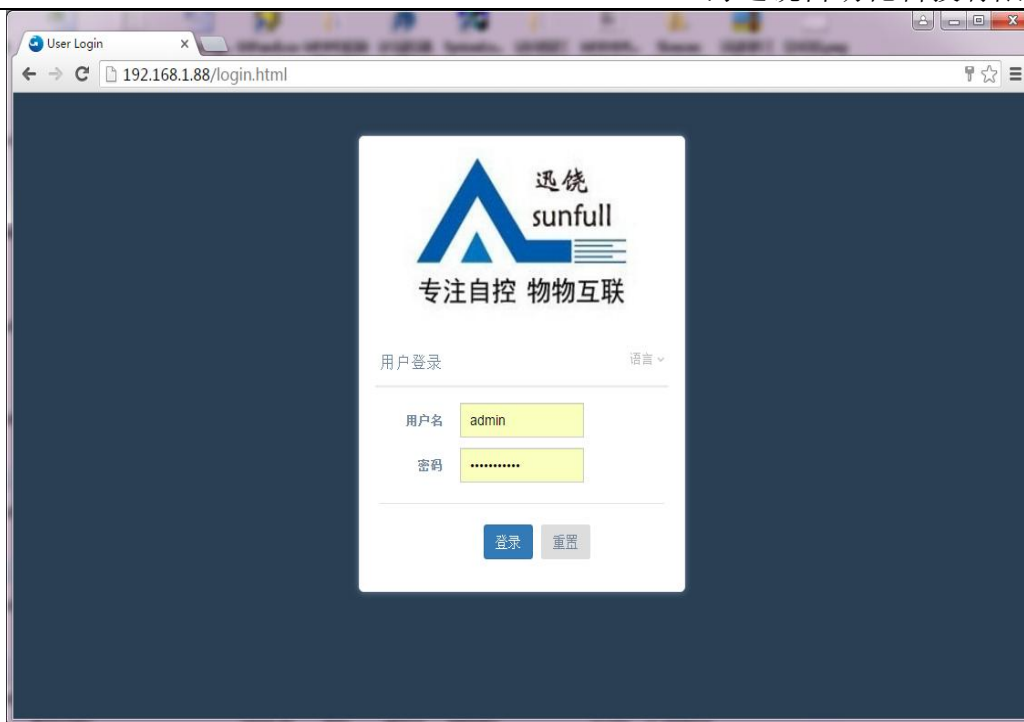 User Login
192.168.1.88/login.html
迅饶
sunfull
专注自控 物物互联
用户登录
语言
用户名
admin
密码
登录
重置